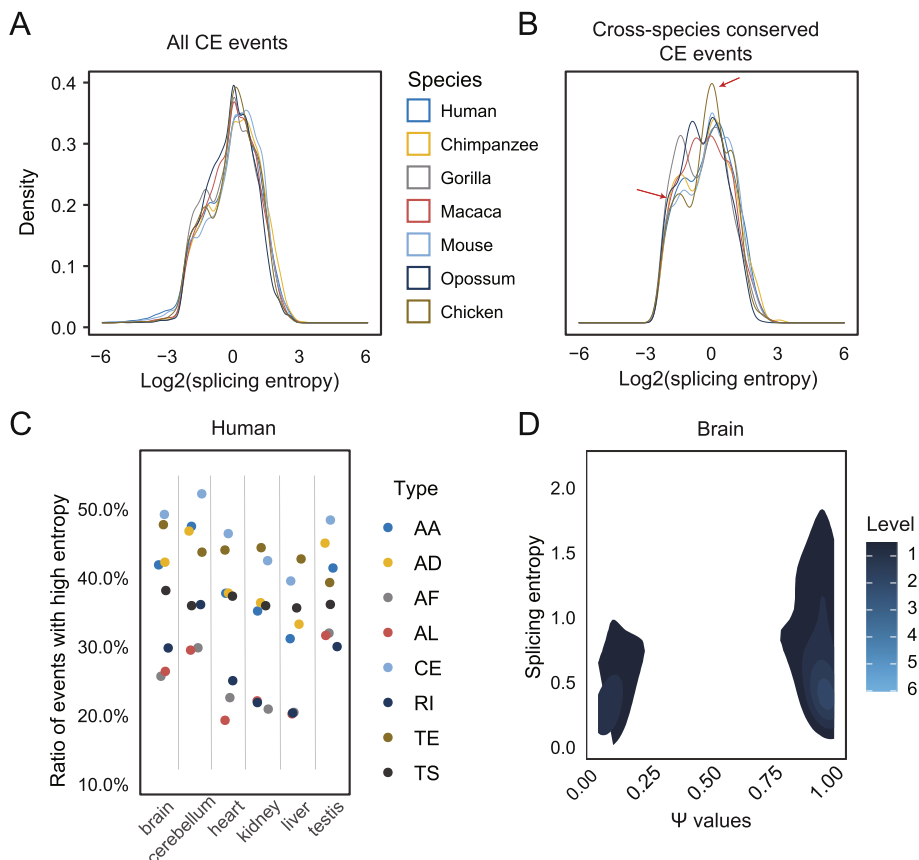 A
All CE events
Density
0.4
0.3
0.2
0.1
0.0
−6 −3 0 3 6
Log2(splicing entropy)
Species
Human
Chimpanzee
Gorilla
Macaca
Mouse
Opossum
Chicken
B
Cross-species conserved
CE events
−6 −3 0 3 6
Log2(splicing entropy)
C
Human
Ratio of events with high entropy
50.0%
40.0%
30.0%
20.0%
10.0%
brain
cerebellum
heart
kidney
liver
testis
Type
AA
AD
AF
AL
CE
RI
TE
TS
D
Brain
Splicing entropy
2.0
1.5
1.0
0.5
0.0
0.00 0.25 0.50 0.75 1.00
Ψ values
Level
1
2
3
4
5
6